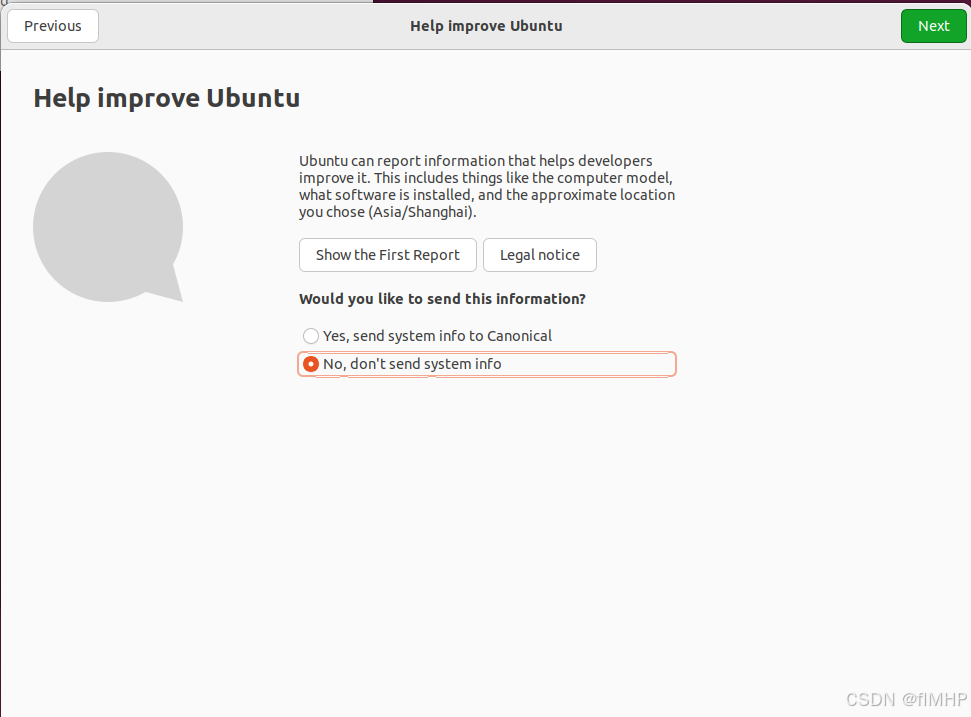 Previous
Help improve Ubuntu
Next
Help improve Ubuntu
Ubuntu can report information that helps developers
improve it. This includes things like the computer model,
what software is installed, and the approximate location
you chose (Asia/Shanghai).
Show the First Report
Legal notice
Would you like to send this information?
Yes, send system info to Canonical
No, don't send system info
CSDN @flMHP